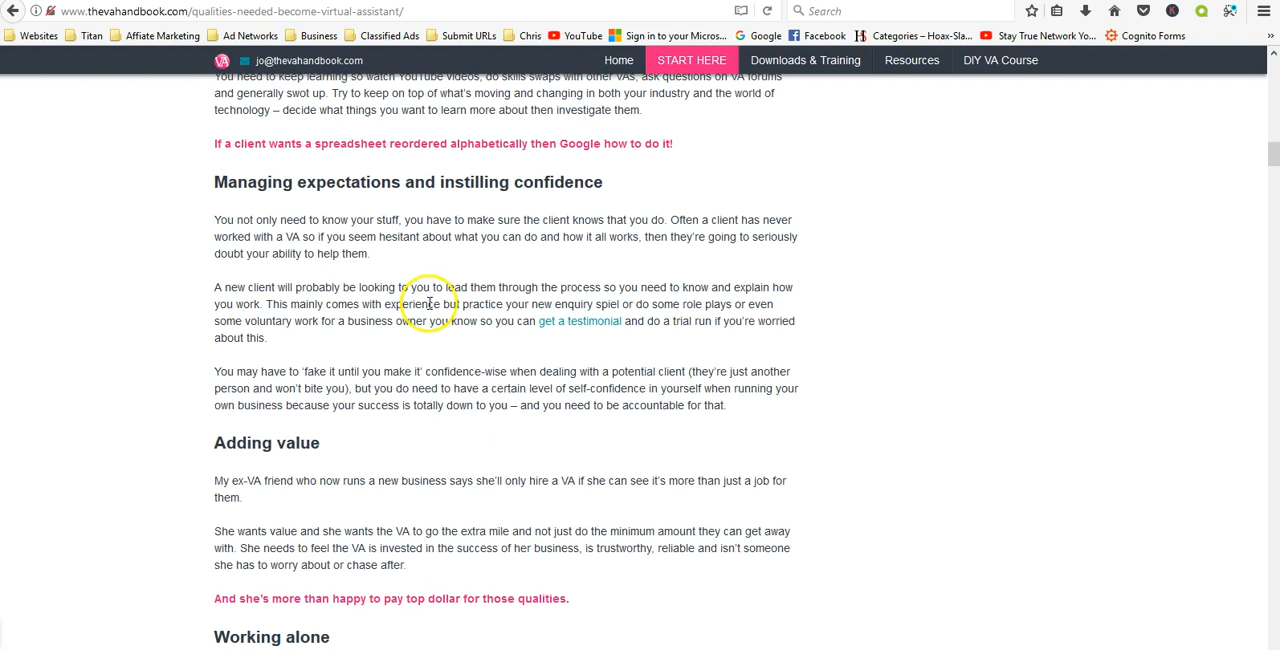 www.thevahandbook.com/qualities-needed-become-virtual-assistant/
Search
Websites Titan Affiate Marketing Ad Networks Business Classified Ads Submit URLs Chris YouTube Sign in to your Micros... Google Facebook Categories – Hoax-Sla... Stay True Network Yo... Cognito Forms »
VA jo@thevahandbook.com Home START HERE Downloads & Training Resources DIY VA Course
You need to keep learning so watch YouTube videos, do skills swaps with other VAs, ask questions on VA forums
and generally swot up. Try to keep on top of what's moving and changing in both your industry and the world of
technology – decide what things you want to learn more about then investigate them.
If a client wants a spreadsheet reordered alphabetically then Google how to do it!
Managing expectations and instilling confidence
You not only need to know your stuff, you have to make sure the client knows that you do. Often a client has never
worked with a VA so if you seem hesitant about what you can do and how it all works, then they're going to seriously
doubt your ability to help them.
A new client will probably be looking to you to lead them through the process so you need to know and explain how
you work. This mainly comes with experience but practice your new enquiry spiel or do some role plays or even
some voluntary work for a business owner you know so you can get a testimonial and do a trial run if you're worried
about this.
You may have to 'fake it until you make it' confidence-wise when dealing with a potential client (they're just another
person and won't bite you), but you do need to have a certain level of self-confidence in yourself when running your
own business because your success is totally down to you – and you need to be accountable for that.
Adding value
My ex-VA friend who now runs a new business says she'll only hire a VA if she can see it's more than just a job for
them.
She wants value and she wants the VA to go the extra mile and not just do the minimum amount they can get away
with. She needs to feel the VA is invested in the success of her business, is trustworthy, reliable and isn't someone
she has to worry about or chase after.
And she's more than happy to pay top dollar for those qualities.
Working alone